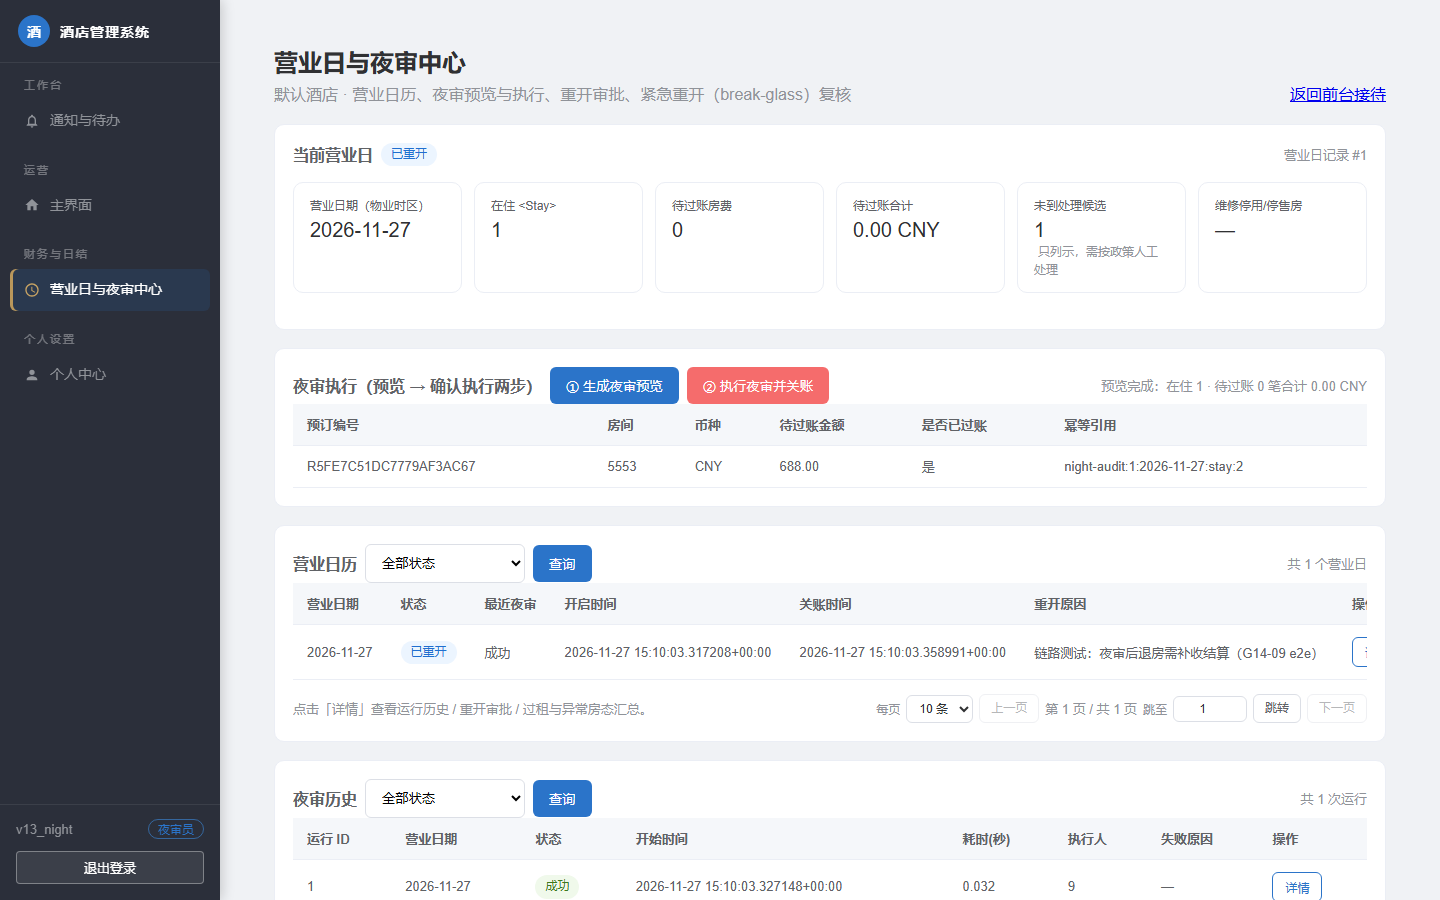 酒 酒店管理系统
工作台
通知与待办
运营
主界面
财务与日结
营业日与夜审中心
个人设置
个人中心
v13_night 夜审员
退出登录
营业日与夜审中心
默认酒店 · 营业日历、夜审预览与执行、重开审批、紧急重开（break-glass）复核 返回前台接待
当前营业日 已重开 营业日记录 #1
营业日期（物业时区） 在住 <Stay> 待过账房费 待过账合计 未到处理候选 维修停用/停售房
2026-11-27 1 0 0.00 CNY 1 —
只列示，需按政策人工
处理
夜审执行（预览 → 确认执行两步） ① 生成夜审预览 ② 执行夜审并关账 预览完成：在住 1 · 待过账 0 笔合计 0.00 CNY
预订编号 房间 币种 待过账金额 是否已过账 幂等引用
R5FE7C51DC7779AF3AC67 5553 CNY 688.00 是 night-audit:1:2026-11-27:stay:2
营业日历 全部状态 查询 共 1 个营业日
营业日期 状态 最近夜审 开启时间 关账时间 重开原因
2026-11-27 已重开 成功 2026-11-27 15:10:03.317208+00:00 2026-11-27 15:10:03.358991+00:00 链路测试：夜审后退房需补收结算（G14-09 e2e）
点击「详情」查看运行历史 / 重开审批 / 过租与异常房态汇总。 每页 10 条 上一页 第 1 页 / 共 1 页 跳至 1 跳转 下一页
夜审历史 全部状态 查询 共 1 次运行
运行 ID 营业日期 状态 开始时间 耗时(秒) 执行人 失败原因 操作
1 2026-11-27 成功 2026-11-27 15:10:03.327148+00:00 0.032 9 — 详情